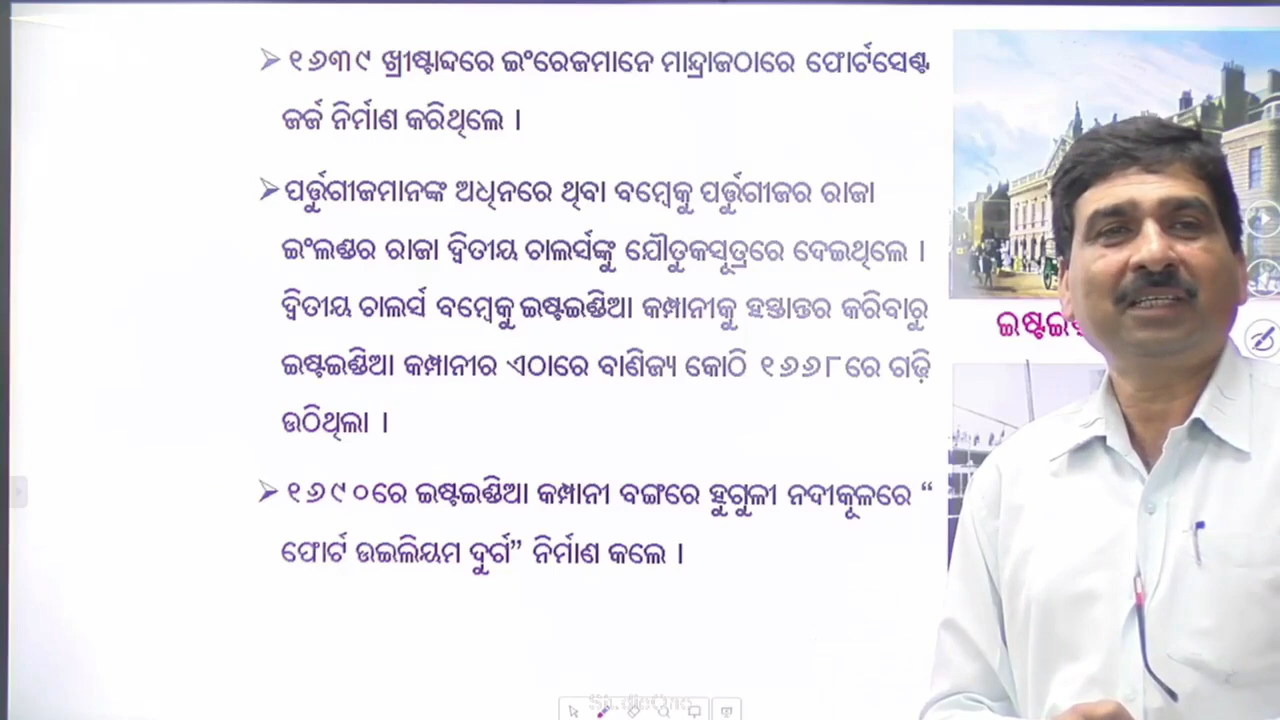 ➢ ୧୬୩୯ ଖ୍ରୀଷ୍ଟାବ୍ଦରେ ଇଂରେଜମାନେ ମାଦ୍ରାଜଠାରେ ଫୋର୍ଟସେଣ୍ଟ
ଜର୍ଜ ନିର୍ମାଣ କରିଥିଲେ ।
➢ ପର୍ତ୍ତୁଗୀଜମାନଙ୍କ ଅଧିନରେ ଥିବା ବମ୍ବେକୁ ପର୍ତ୍ତୁଗୀଜର ରାଜା
ଇଂଲଣ୍ଡର ରାଜା ଦ୍ୱିତୀୟ ଚାଲର୍ସଙ୍କୁ ଯୌତୁକସୂତ୍ରରେ ଦେଇଥିଲେ ।
ଦ୍ୱିତୀୟ ଚାଲର୍ସ ବମ୍ବେକୁ ଇଷ୍ଟଇଣ୍ଡିଆ କମ୍ପାନୀକୁ ହସ୍ତାନ୍ତର କରିବାରୁ
ଇଷ୍ଟଇଣ୍ଡିଆ କମ୍ପାନୀର ଏଠାରେ ବାଣିଜ୍ୟ କୋଠି ୧୬୬୮ରେ ଗଢ଼ି
ଉଠିଥିଲା ।
➢ ୧୬୯୦ରେ ଇଷ୍ଟଇଣ୍ଡିଆ କମ୍ପାନୀ ବଙ୍ଗରେ ହୁଗୁଳୀ ନଦୀକୂଳରେ “
ଫୋର୍ଟ ଉଇଲିୟମ ଦୁର୍ଗ” ନିର୍ମାଣ କଲେ ।